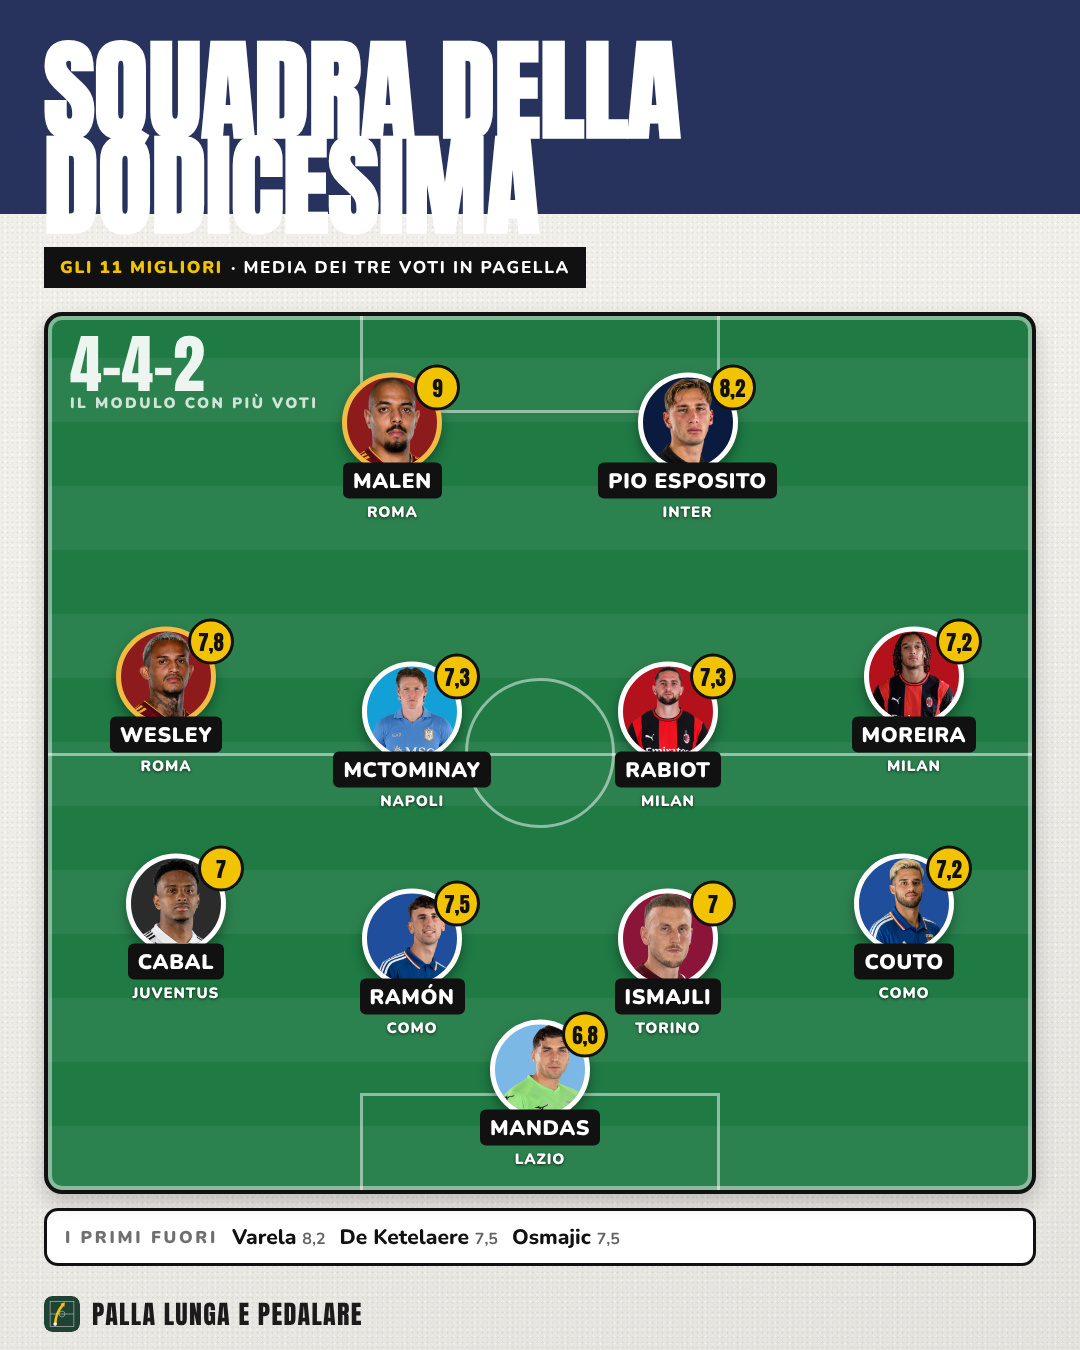 SQUADRA DELLA
DODICESIMA
GLI 11 MIGLIORI · MEDIA DEI TRE VOTI IN PAGELLA
4-4-2
IL MODULO CON PIÙ VOTI
9
MALEN
ROMA
8,2
PIO ESPOSITO
INTER
7,8
WESLEY
ROMA
7,3
MCTOMINAY
NAPOLI
7,3
RABIOT
MILAN
7,2
MOREIRA
MILAN
7
CABAL
JUVENTUS
7,5
RAMÓN
COMO
7
ISMAJLI
TORINO
7,2
COUTO
COMO
6,8
MANDAS
LAZIO
I PRIMI FUORI Varela 8,2 De Ketelaere 7,5 Osmajic 7,5
PALLA LUNGA E PEDALARE